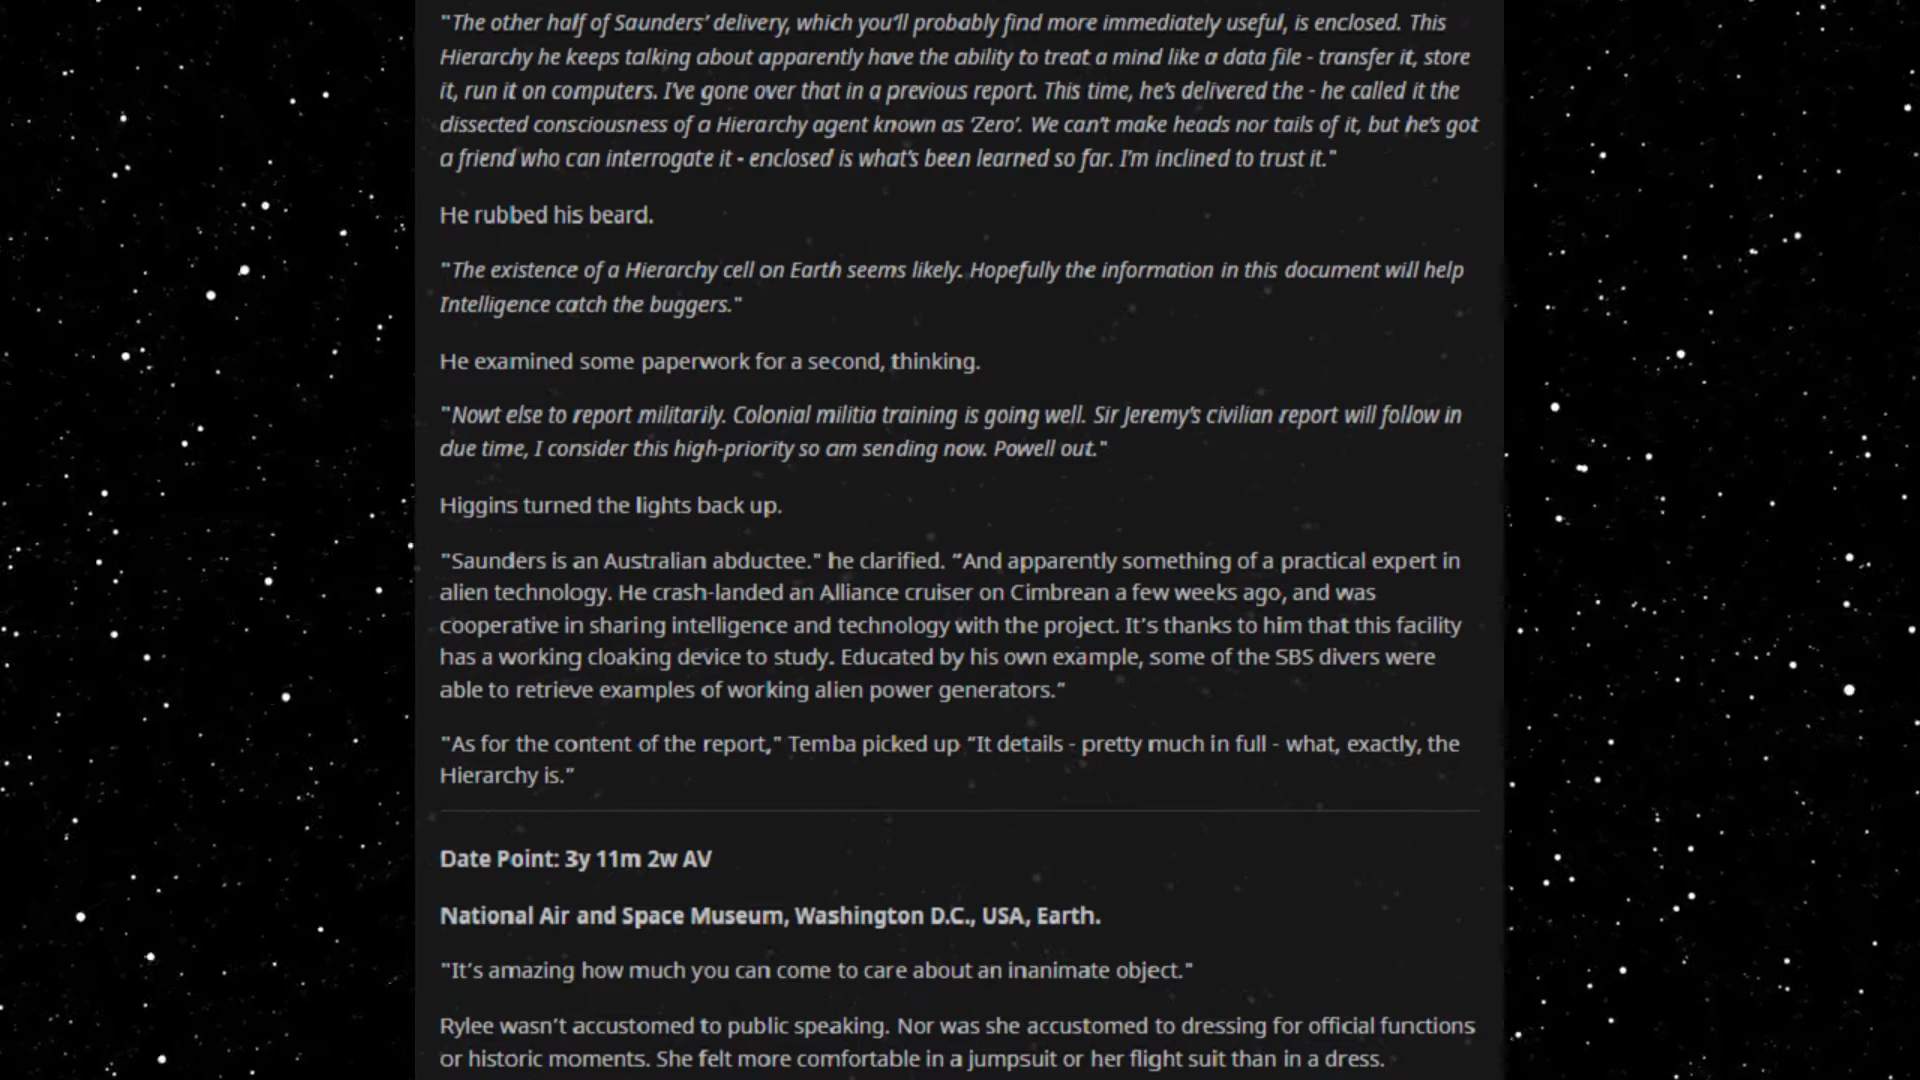 "The other half of Saunders’ delivery, which you’ll probably find more immediately useful, is enclosed. This
Hierarchy he keeps talking about apparently have the ability to treat a mind like a data file - transfer it, store
it, run it on computers. I’ve gone over that in a previous report. This time, he’s delivered the - he called it the
dissected consciousness of a Hierarchy agent known as ‘Zero’. We can’t make heads nor tails of it, but he’s got
a friend who can interrogate it - enclosed is what’s been learned so far. I’m inclined to trust it."
He rubbed his beard.
"The existence of a Hierarchy cell on Earth seems likely. Hopefully the information in this document will help
Intelligence catch the buggers."
He examined some paperwork for a second, thinking.
"Nowt else to report militarily. Colonial militia training is going well. Sir Jeremy’s civilian report will follow in
due time, I consider this high-priority so am sending now. Powell out."
Higgins turned the lights back up.
"Saunders is an Australian abductee." he clarified. “And apparently something of a practical expert in
alien technology. He crash-landed an Alliance cruiser on Cimbrean a few weeks ago, and was
cooperative in sharing intelligence and technology with the project. It’s thanks to him that this facility
has a working cloaking device to study. Educated by his own example, some of the SBS divers were
able to retrieve examples of working alien power generators.”
"As for the content of the report," Temba picked up “It details - pretty much in full - what, exactly, the
Hierarchy is.”
Date Point: 3y 11m 2w AV
National Air and Space Museum, Washington D.C., USA, Earth.
"It’s amazing how much you can come to care about an inanimate object."
Rylee wasn’t accustomed to public speaking. Nor was she accustomed to dressing for official functions
or historic moments. She felt more comfortable in a jumpsuit or her flight suit than in a dress.